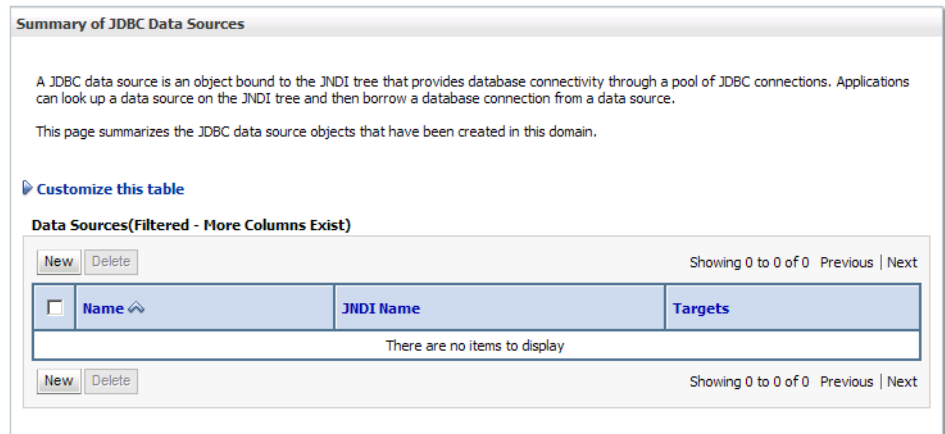 Summary of JDBC Data Sources
A JDBC data source is an object bound to the JNDI tree that provides database connectivity through a pool of JDBC connections. Applications
can look up a data source on the JNDI tree and then borrow a database connection from a data source.
This page summarizes the JDBC data source objects that have been created in this domain.
Customize this table
Data Sources(Filtered - More Columns Exist)
New Delete Showing 0 to 0 of 0 Previous | Next
Name JNDI Name Targets
There are no items to display
New Delete Showing 0 to 0 of 0 Previous | Next